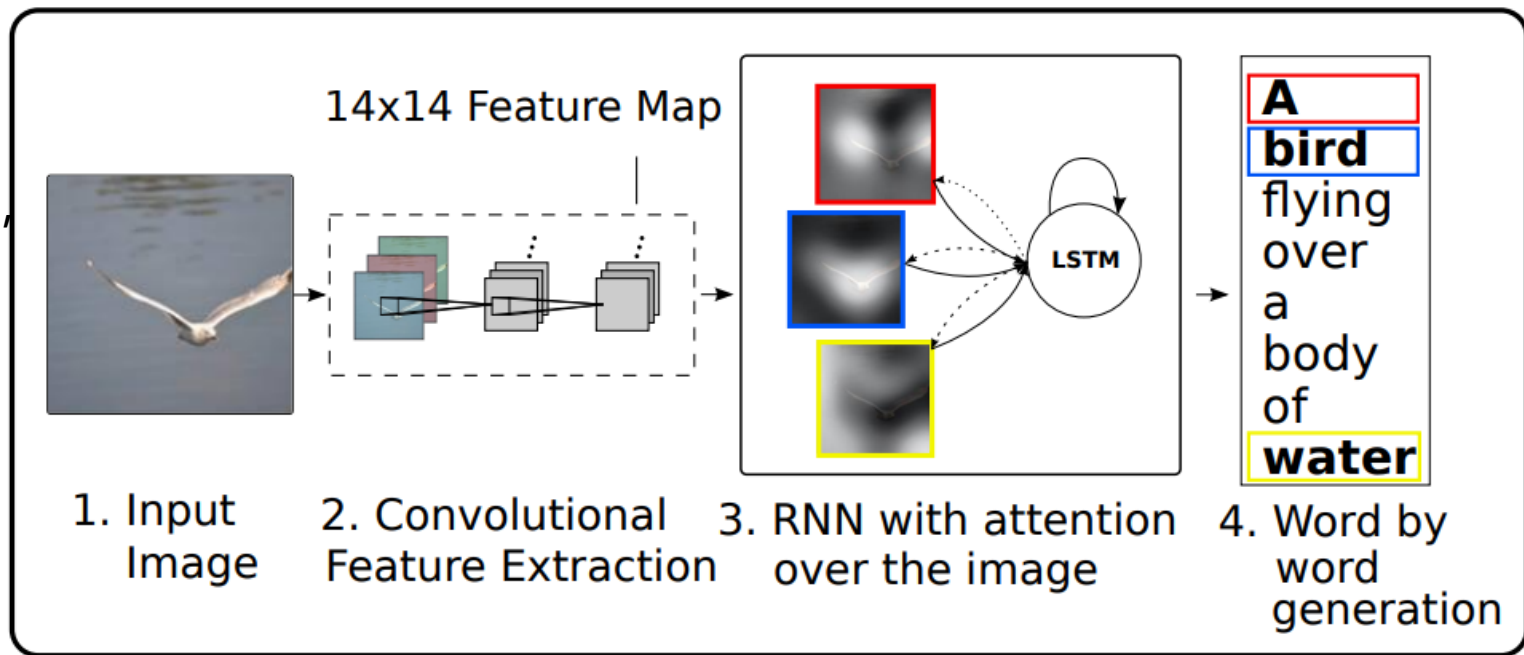 14x14 Feature Map
LSTM
A
bird
flying
over
a
body
of
water
1. Input
Image
2. Convolutional
Feature Extraction
3. RNN with attention
over the image
4. Word by
word
generation